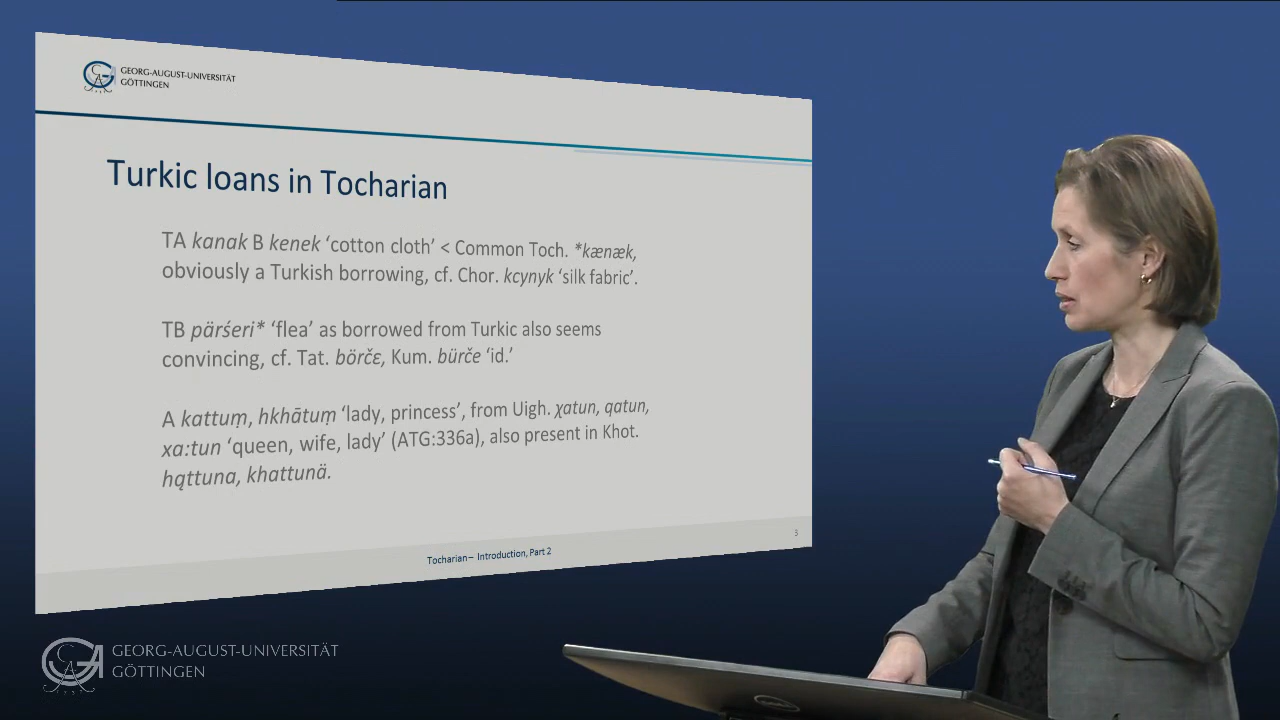 GEORG-AUGUST-UNIVERSITÄT
GÖTTINGEN
Turkic loans in Tocharian
TA kanak B kenek ‘cotton cloth’ < Common Toch. *kænæk,
obviously a Turkish borrowing, cf. Chor. kcynyk ‘silk fabric’.
TB pärśeri* ‘flea’ as borrowed from Turkic also seems
convincing, cf. Tat. börčɛ, Kum. bürče ‘id.’
A kattuṃ, hkhātuṃ ‘lady, princess’, from Uigh. χatun, qatun,
xa:tun ‘queen, wife, lady’ (ATG:336a), also present in Khot.
hąttuna, khattunä.
Tocharian – Introduction, Part 2
GEORG-AUGUST-UNIVERSITÄT
GÖTTINGEN